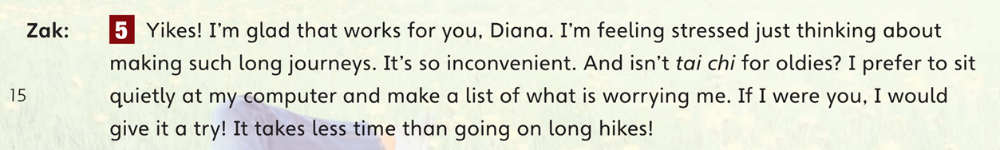 Zak: 5 Yikes! I'm glad that works for you, Diana. I'm feeling stressed just thinking about
making such long journeys. It's so inconvenient. And isn't tai chi for oldies? I prefer to sit
15 quietly at my computer and make a list of what is worrying me. If I were you, I would
give it a try! It takes less time than going on long hikes!